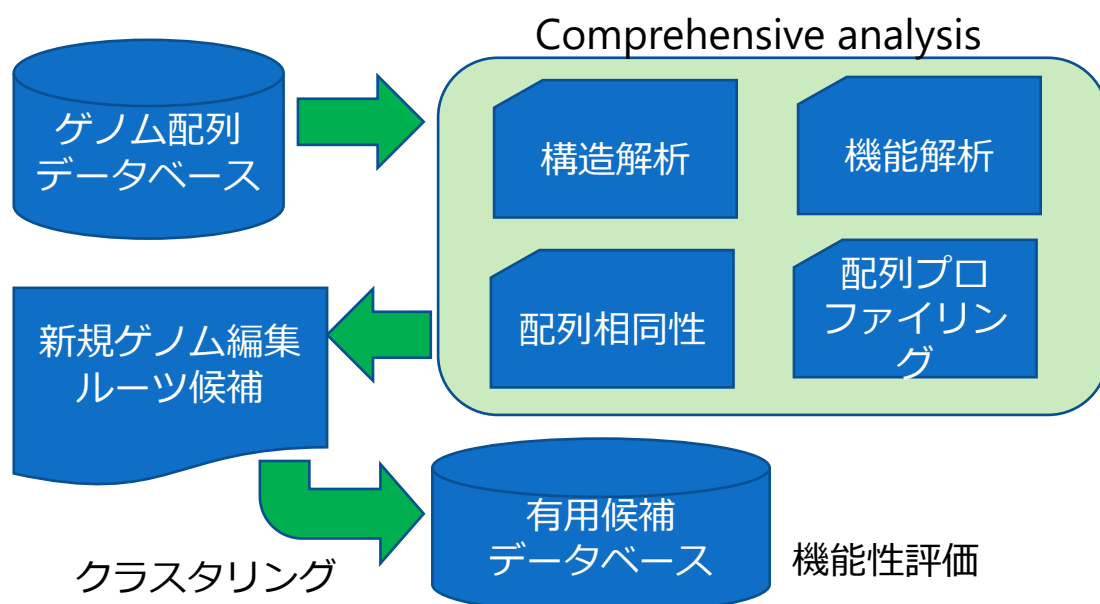 Comprehensive analysis
ゲノム配列
データベース
構造解析
機能解析
配列相同性
配列プロ
ファイリン
グ
新規ゲノム編集
ルーツ候補
有用候補
データベース
クラスタリング
機能性評価